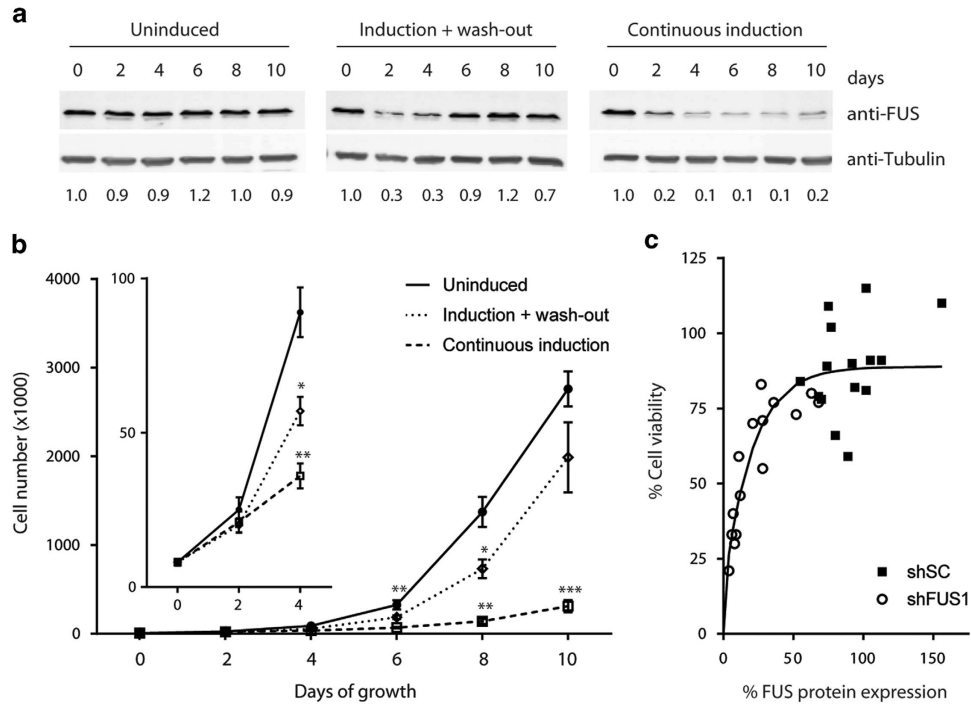 a
Uninduced Induction + wash-out Continuous induction
0 2 4 6 8 10 0 2 4 6 8 10 0 2 4 6 8 10 days
anti-FUS
anti-Tubulin
1.0 0.9 0.9 1.2 1.0 0.9 1.0 0.3 0.3 0.9 1.2 0.7 1.0 0.2 0.1 0.1 0.1 0.2
b
Cell number (x1000)
4000
3000
2000
1000
0
100
50
0
0 2 4
*
**
Uninduced
Induction + wash-out
Continuous induction
**
*
**
***
0 2 4 6 8 10
Days of growth
c
% Cell viability
125
100
75
50
25
0
shSC
shFUS1
0 50 100 150
% FUS protein expression